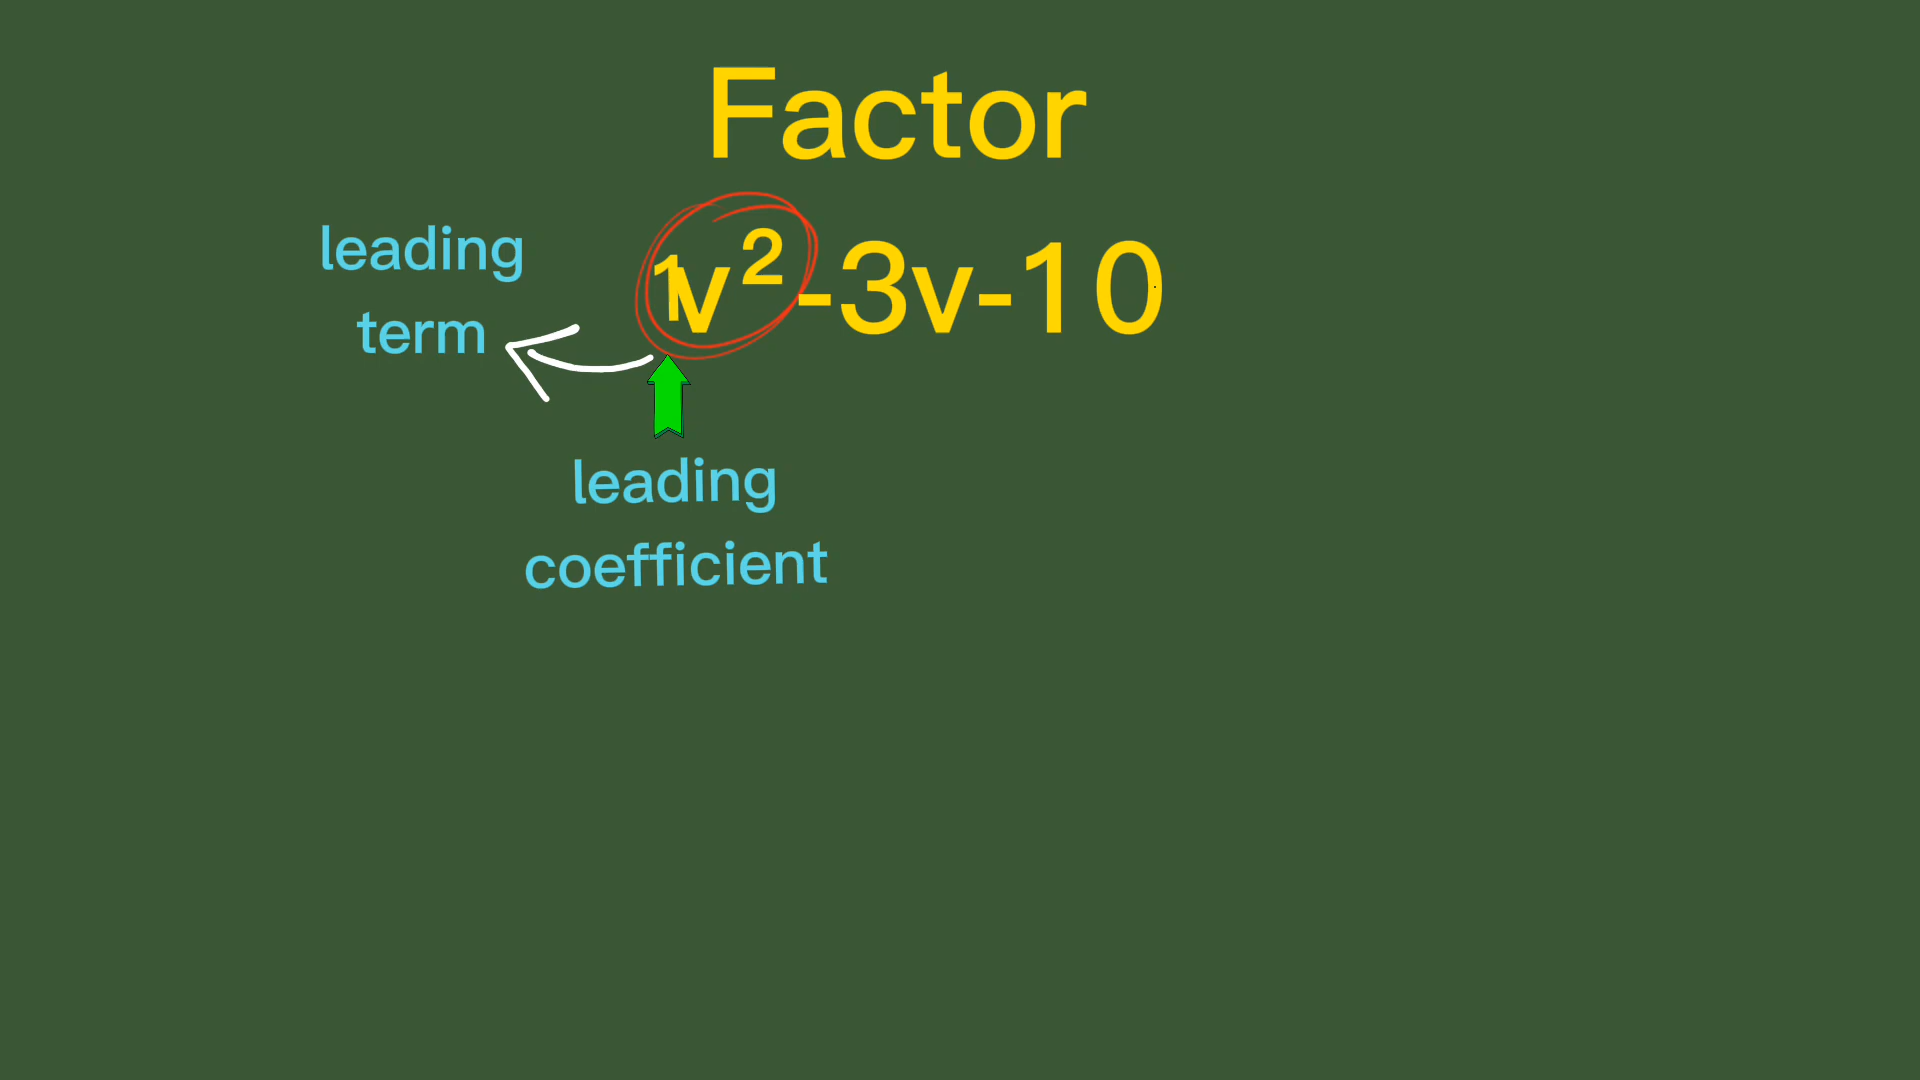 Factor
1v²-3v-10
leading
term
leading
coefficient